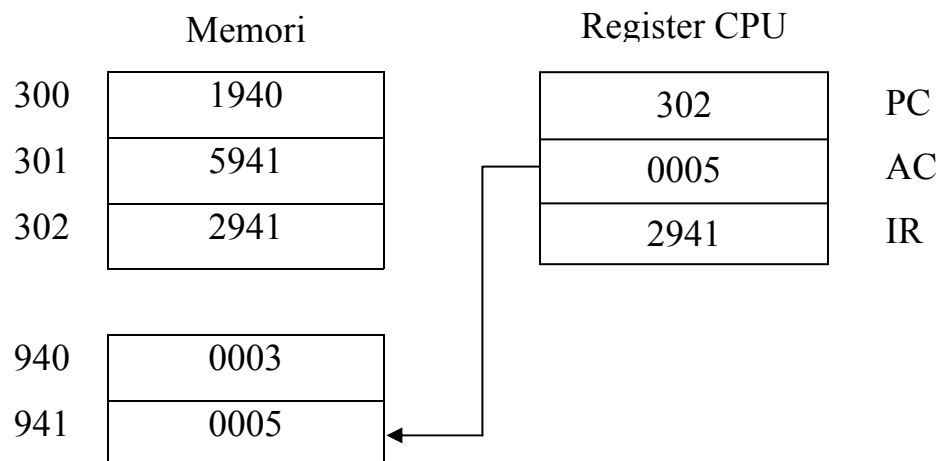 Memori Register CPU
300 1940 302 PC
301 5941 0005 AC
302 2941 2941 IR
940 0003
941 0005